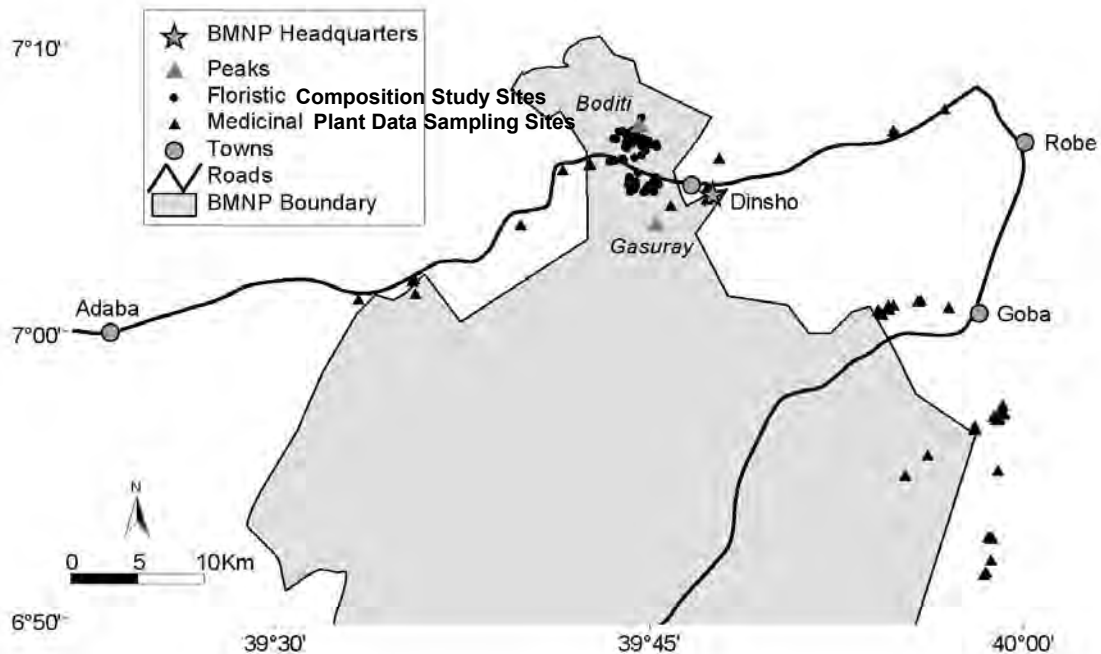 7°10'
BMNP Headquarters
Peaks
Floristic Composition Study Sites
Medicinal Plant Data Sampling Sites
Towns
Roads
BMNP Boundary
Boditi
Robe
Dinsho
Gasuray
Adaba
Goba
7°00'
N
0 5 10Km
6°50'
39°30' 39°45' 40°00'